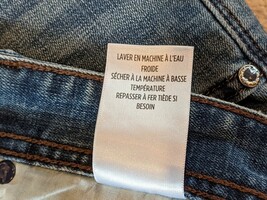 LAVER EN MACHINE À L'EAU
FROIDE
SÉCHER À LA MACHINE À BASSE
TEMPÉRATURE
REPASSER À FER TIÈDE SI
BESOIN